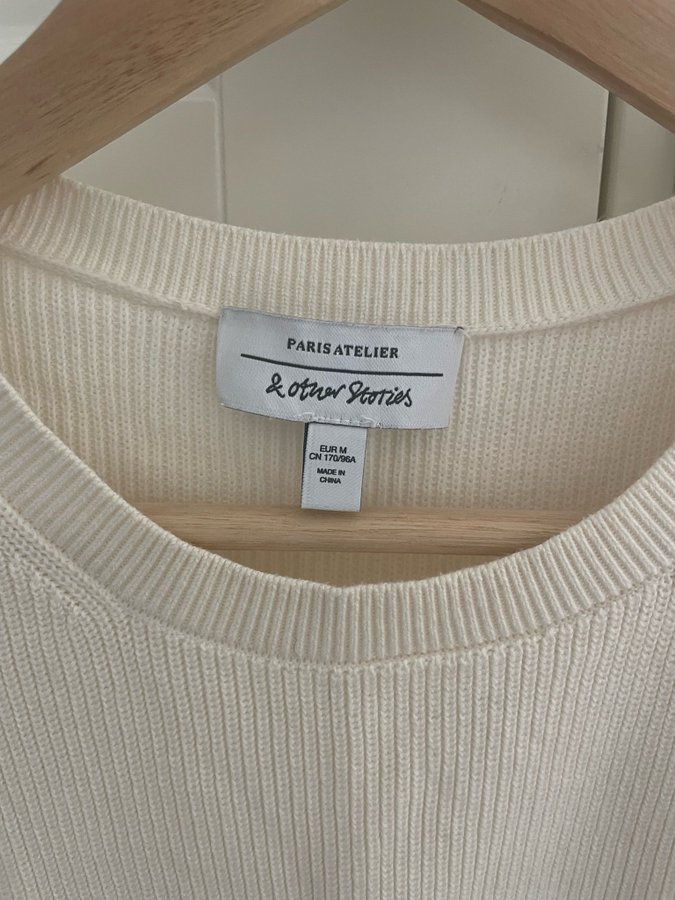 PARIS ATELIER
& other Stories
EUR M
CN 170/96A
MADE IN
CHINA